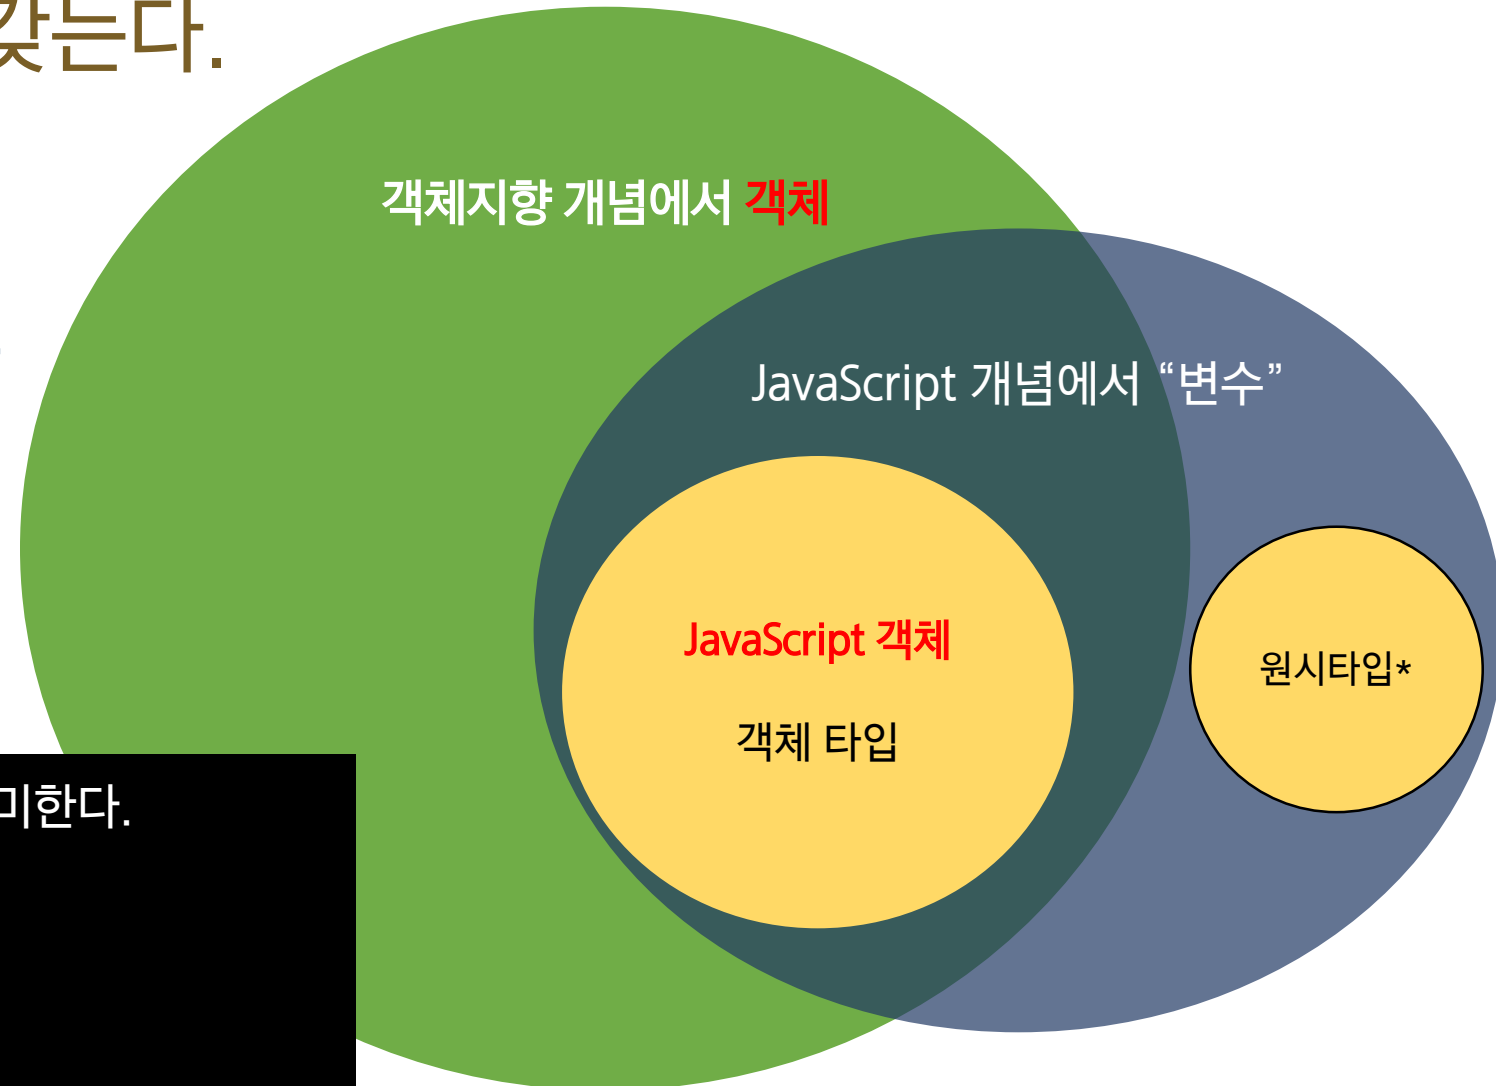 갖는다.
객체지향 개념에서 객체
JavaScript 개념에서 “변수”
JavaScript 객체
원시타입*
객체 타입
미한다.